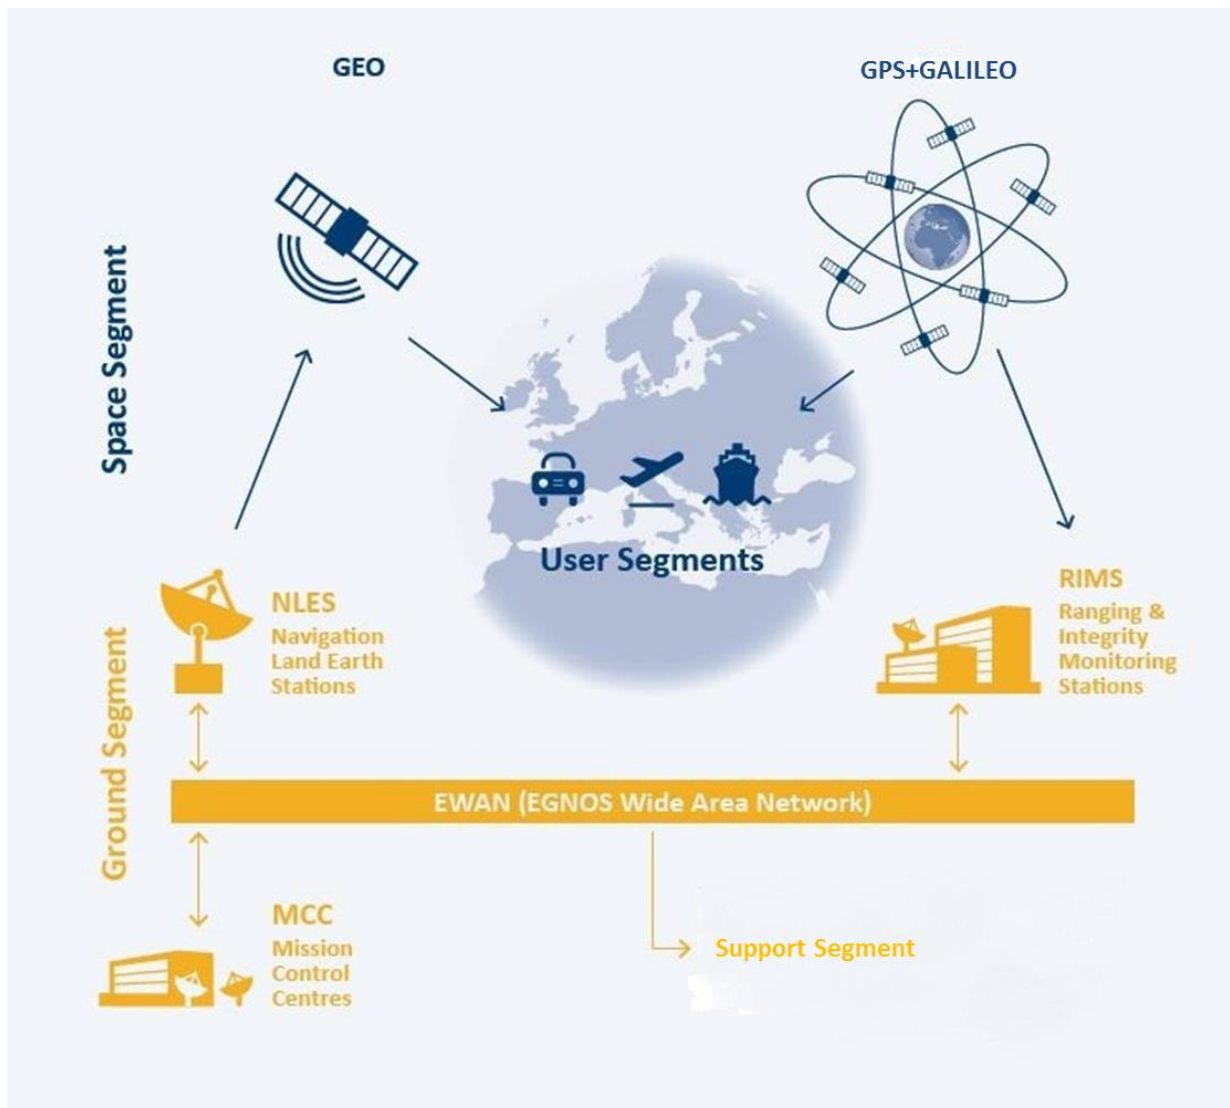 GEO
GPS+GALILEO
Space Segment
User Segments
NLES
Navigation
Land Earth
Stations
RIMS
Ranging &
Integrity
Monitoring
Stations
Ground Segment
EWAN (EGNOS Wide Area Network)
MCC
Mission
Control
Centres
Support Segment